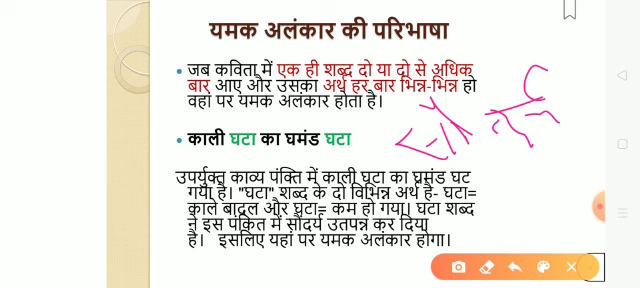 यमक अलंकार की परिभाषा
• जब कविता में एक ही शब्द दो या दो से अधिक
बार आए और उसका अर्थ हर बार भिन्न-भिन्न हो
वहां पर यमक अलंकार होता है।
• काली घटा का घमंड घटा
उपर्युक्त काव्य पंक्ति में काली घटा का घमंड घट
गया है। "घटा" शब्द के दो विभिन्न अर्थ है- घटा=
काले बादल और घटा= कम हो गया। घटा शब्द
ने इस पंकित में सौंदर्य उतपन्न कर दिया
है। इसलिए यहां पर यमक अलंकार होगा।